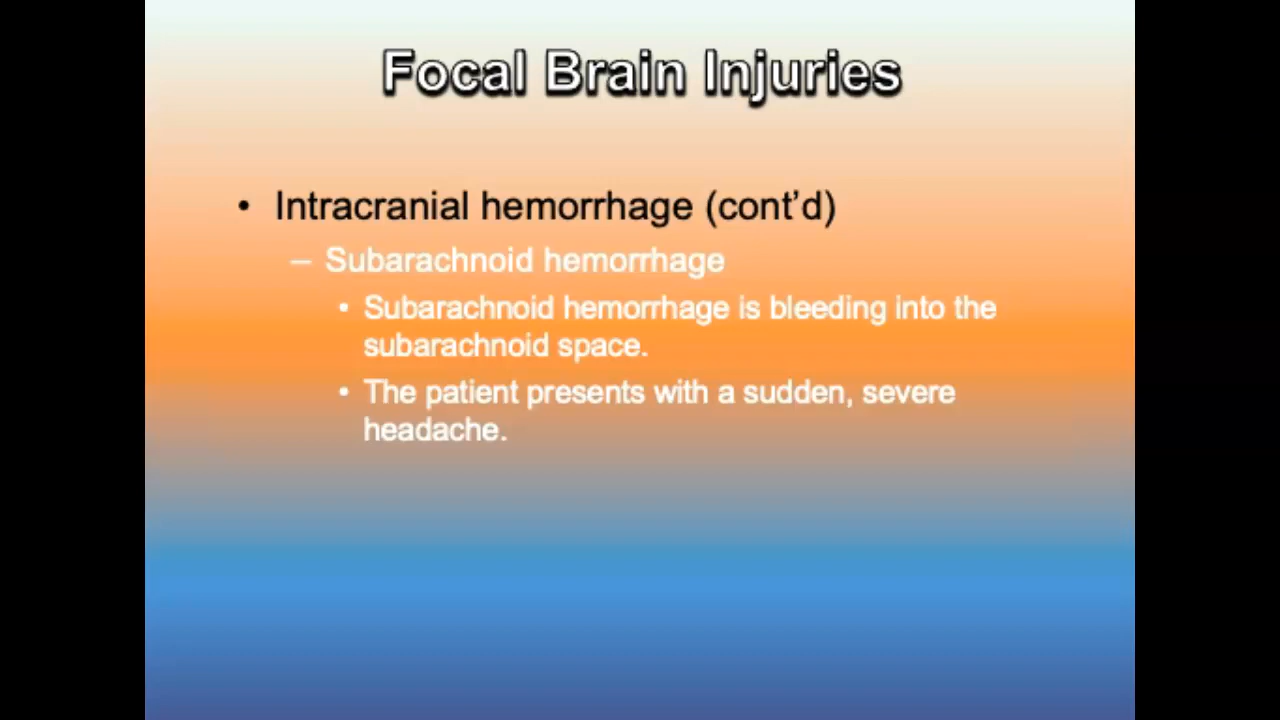 Focal Brain Injuries
• Intracranial hemorrhage (cont’d)
– Subarachnoid hemorrhage
• Subarachnoid hemorrhage is bleeding into the
subarachnoid space.
• The patient presents with a sudden, severe
headache.